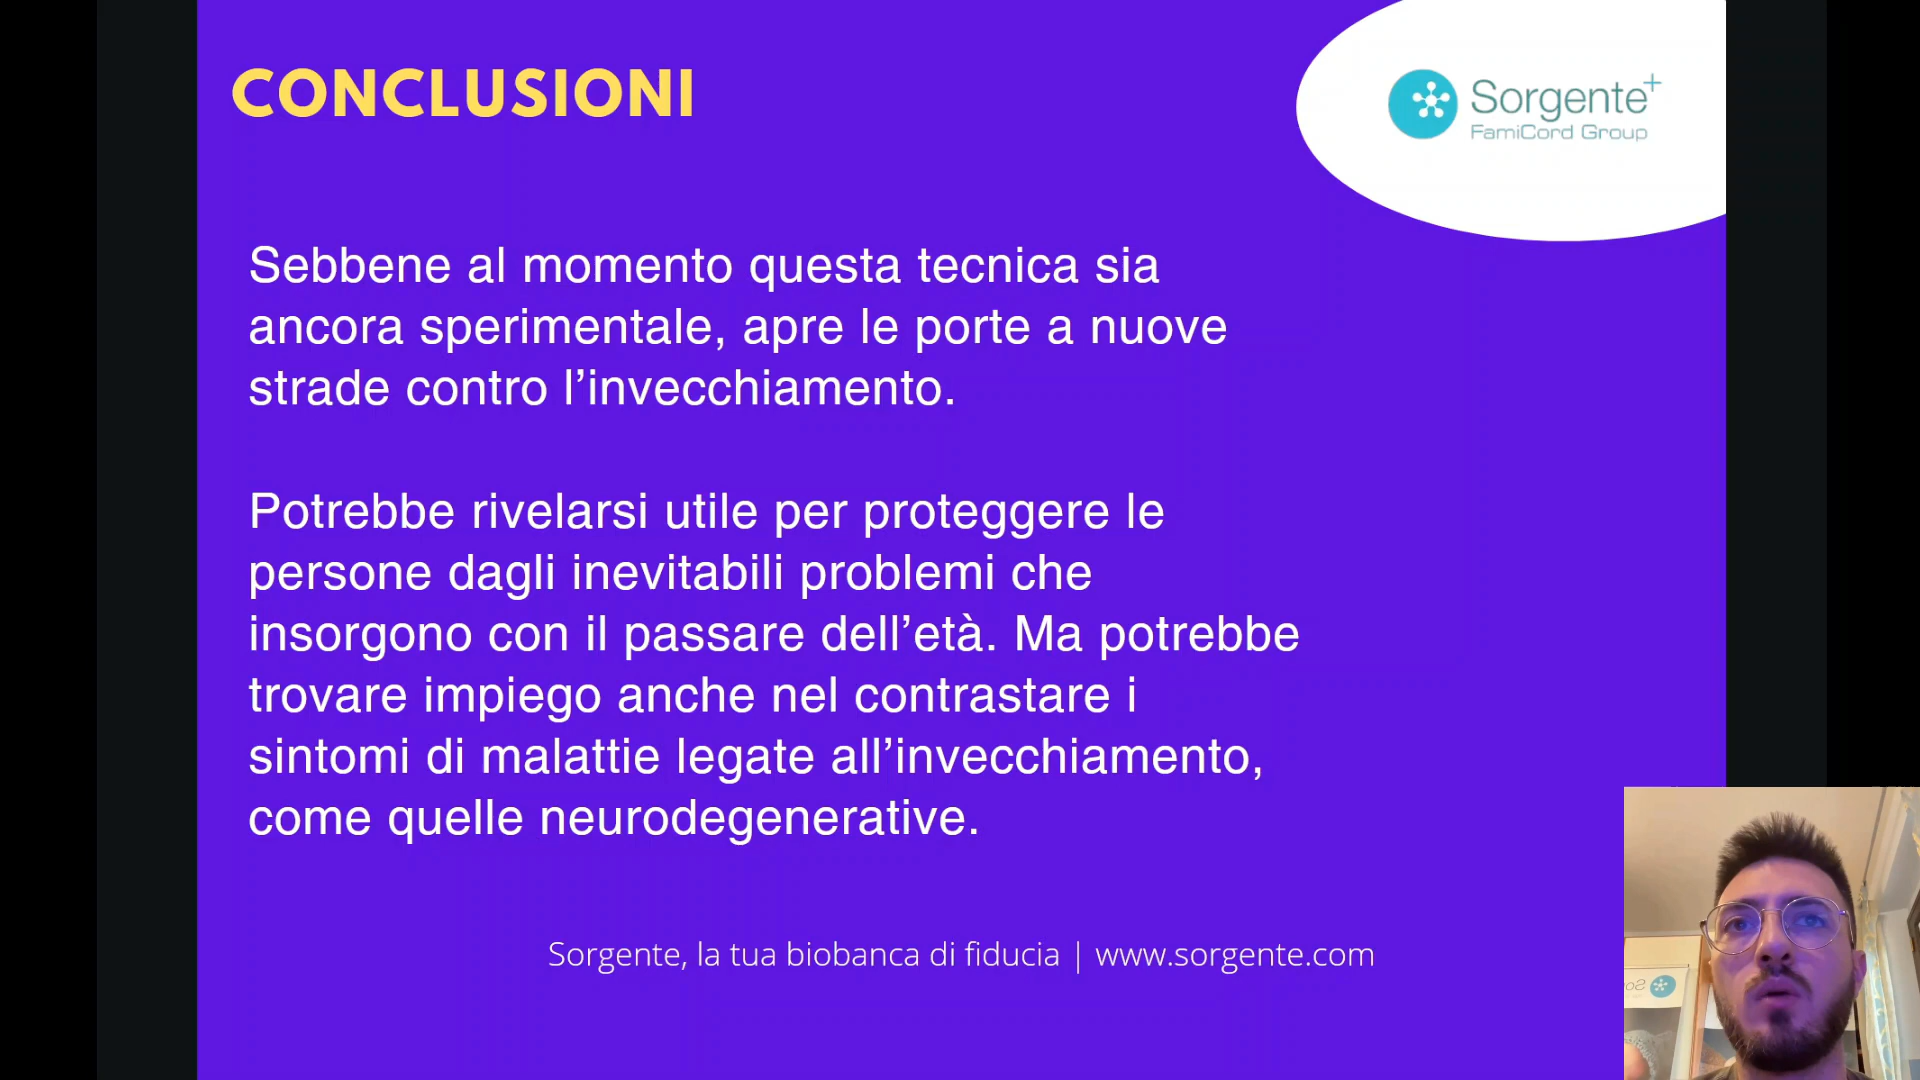 CONCLUSIONI
Sorgente+
FamiCord Group
Sebbene al momento questa tecnica sia
ancora sperimentale, apre le porte a nuove
strade contro l’invecchiamento.
Potrebbe rivelarsi utile per proteggere le
persone dagli inevitabili problemi che
insorgono con il passare dell’età. Ma potrebbe
trovare impiego anche nel contrastare i
sintomi di malattie legate all’invecchiamento,
come quelle neurodegenerative.
Sorgente, la tua biobanca di fiducia | www.sorgente.com